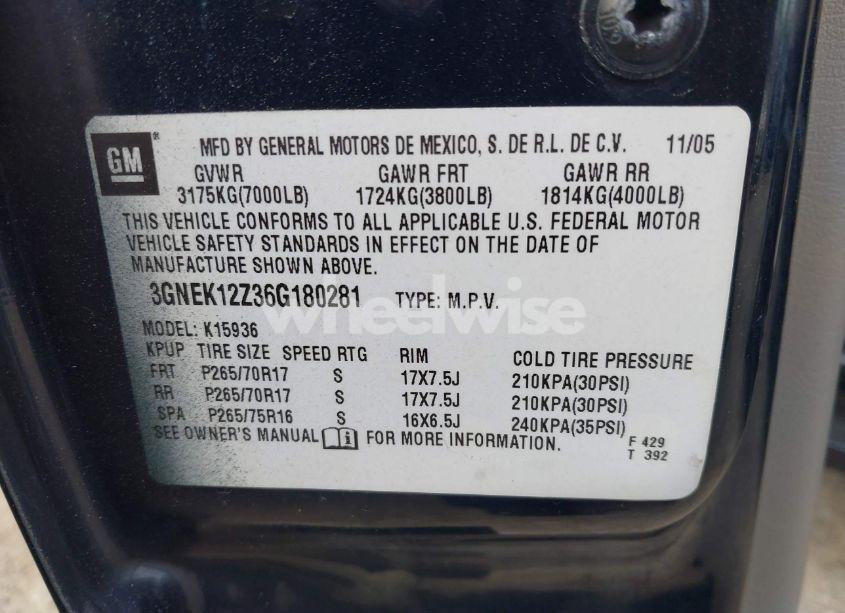 GM ® MFD BY GENERAL MOTORS DE MEXICO, S. DE R.L. DE C.V. 11/05
GVWR GAWR FRT GAWR RR
3175KG(7000LB) 1724KG(3800LB) 1814KG(4000LB)
THIS VEHICLE CONFORMS TO ALL APPLICABLE U.S. FEDERAL MOTOR
VEHICLE SAFETY STANDARDS IN EFFECT ON THE DATE OF
MANUFACTURE SHOWN ABOVE.
3GNEK12Z36G180281 TYPE: M.P.V.
wheelwise
MODEL: K15936
KPUP TIRE SIZE SPEED RTG RIM COLD TIRE PRESSURE
FRT P265/70R17 S 17X7.5J 210KPA(30PSI)
RR P265/70R17 S 17X7.5J 210KPA(30PSI)
SPA P265/75R16 S 16X6.5J 240KPA(35PSI)
SEE OWNER'S MANUAL FOR MORE INFORMATION.
F 429
T 392